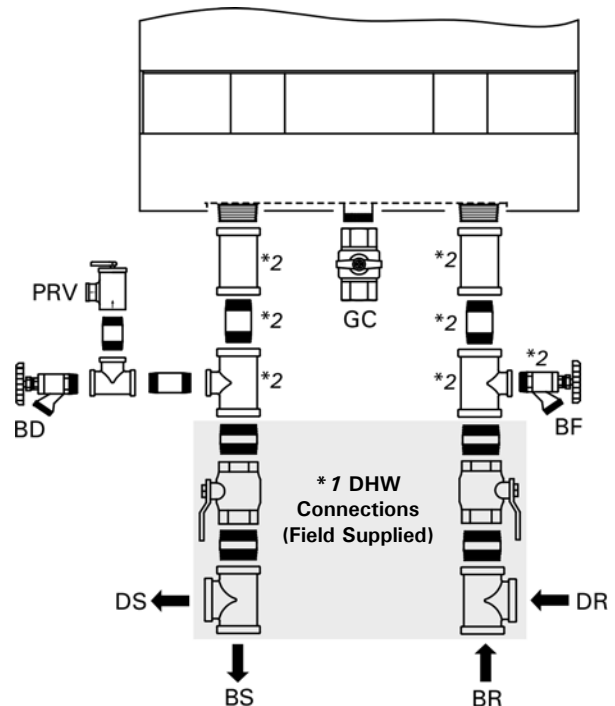 *2
*2
PRV
GC
*2
*2
*2
*2
*2
BD
BF
*1 DHW
Connections
(Field Supplied)
DS
DR
BS
BR